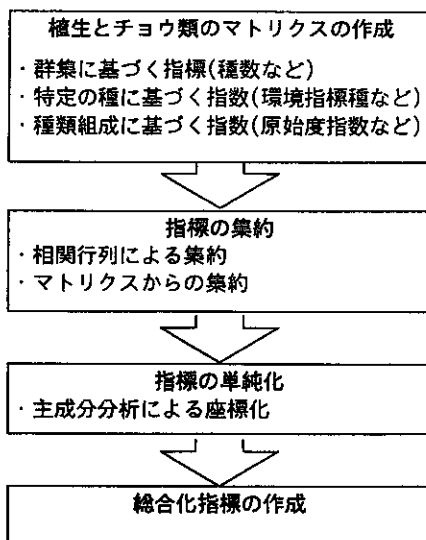 植生とチョウ類のマトリクスの作成
・群集に基づく指標(種数など)
・特定の種に基づく指数(環境指標種など)
・種類組成に基づく指数(原始度指数など)
指標の集約
・相関行列による集約
・マトリクスからの集約
指標の単純化
・主成分分析による座標化
総合化指標の作成